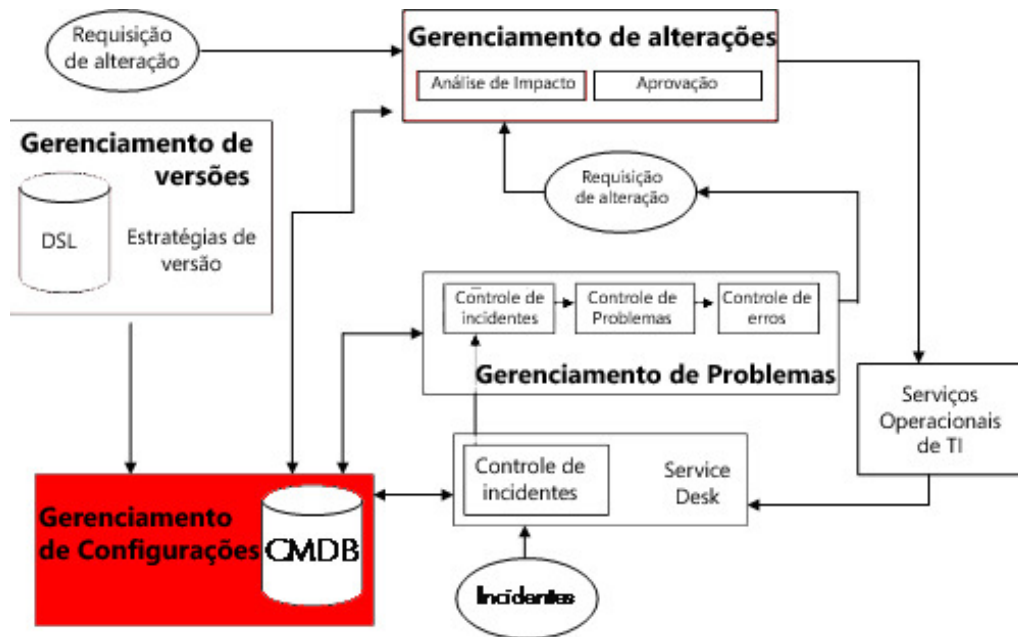 Requisição
de alteração
Gerenciamento de alterações
Análise de Impacto
Aprovação
Gerenciamento de
versões
DSL
Estratégias de
versão
Requisição
de alteração
Controle de
incidentes
Controle de
Problemas
Controle de
erros
Gerenciamento de Problemas
Serviços
Operacionais
de TI
Controle de
incidentes
Service
Desk
Gerenciamento
de Configurações
CMDB
Incidentes